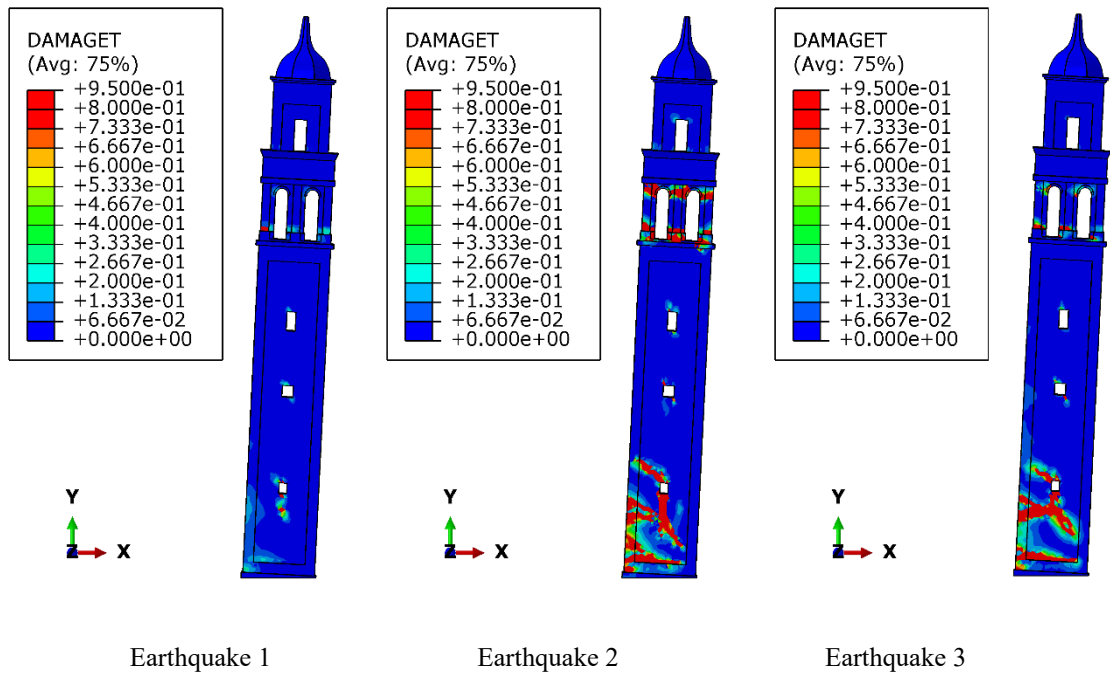 DAMAGET
(Avg: 75%)
+9.500e-01
+8.000e-01
+7.333e-01
+6.667e-01
+6.000e-01
+5.333e-01
+4.667e-01
+4.000e-01
+3.333e-01
+2.667e-01
+2.000e-01
+1.333e-01
+6.667e-02
+0.000e+00
Y
Z
X
DAMAGET
(Avg: 75%)
+9.500e-01
+8.000e-01
+7.333e-01
+6.667e-01
+6.000e-01
+5.333e-01
+4.667e-01
+4.000e-01
+3.333e-01
+2.667e-01
+2.000e-01
+1.333e-01
+6.667e-02
+0.000e+00
Y
Z
X
DAMAGET
(Avg: 75%)
+9.500e-01
+8.000e-01
+7.333e-01
+6.667e-01
+6.000e-01
+5.333e-01
+4.667e-01
+4.000e-01
+3.333e-01
+2.667e-01
+2.000e-01
+1.333e-01
+6.667e-02
+0.000e+00
Y
Z
X
Earthquake 1
Earthquake 2
Earthquake 3